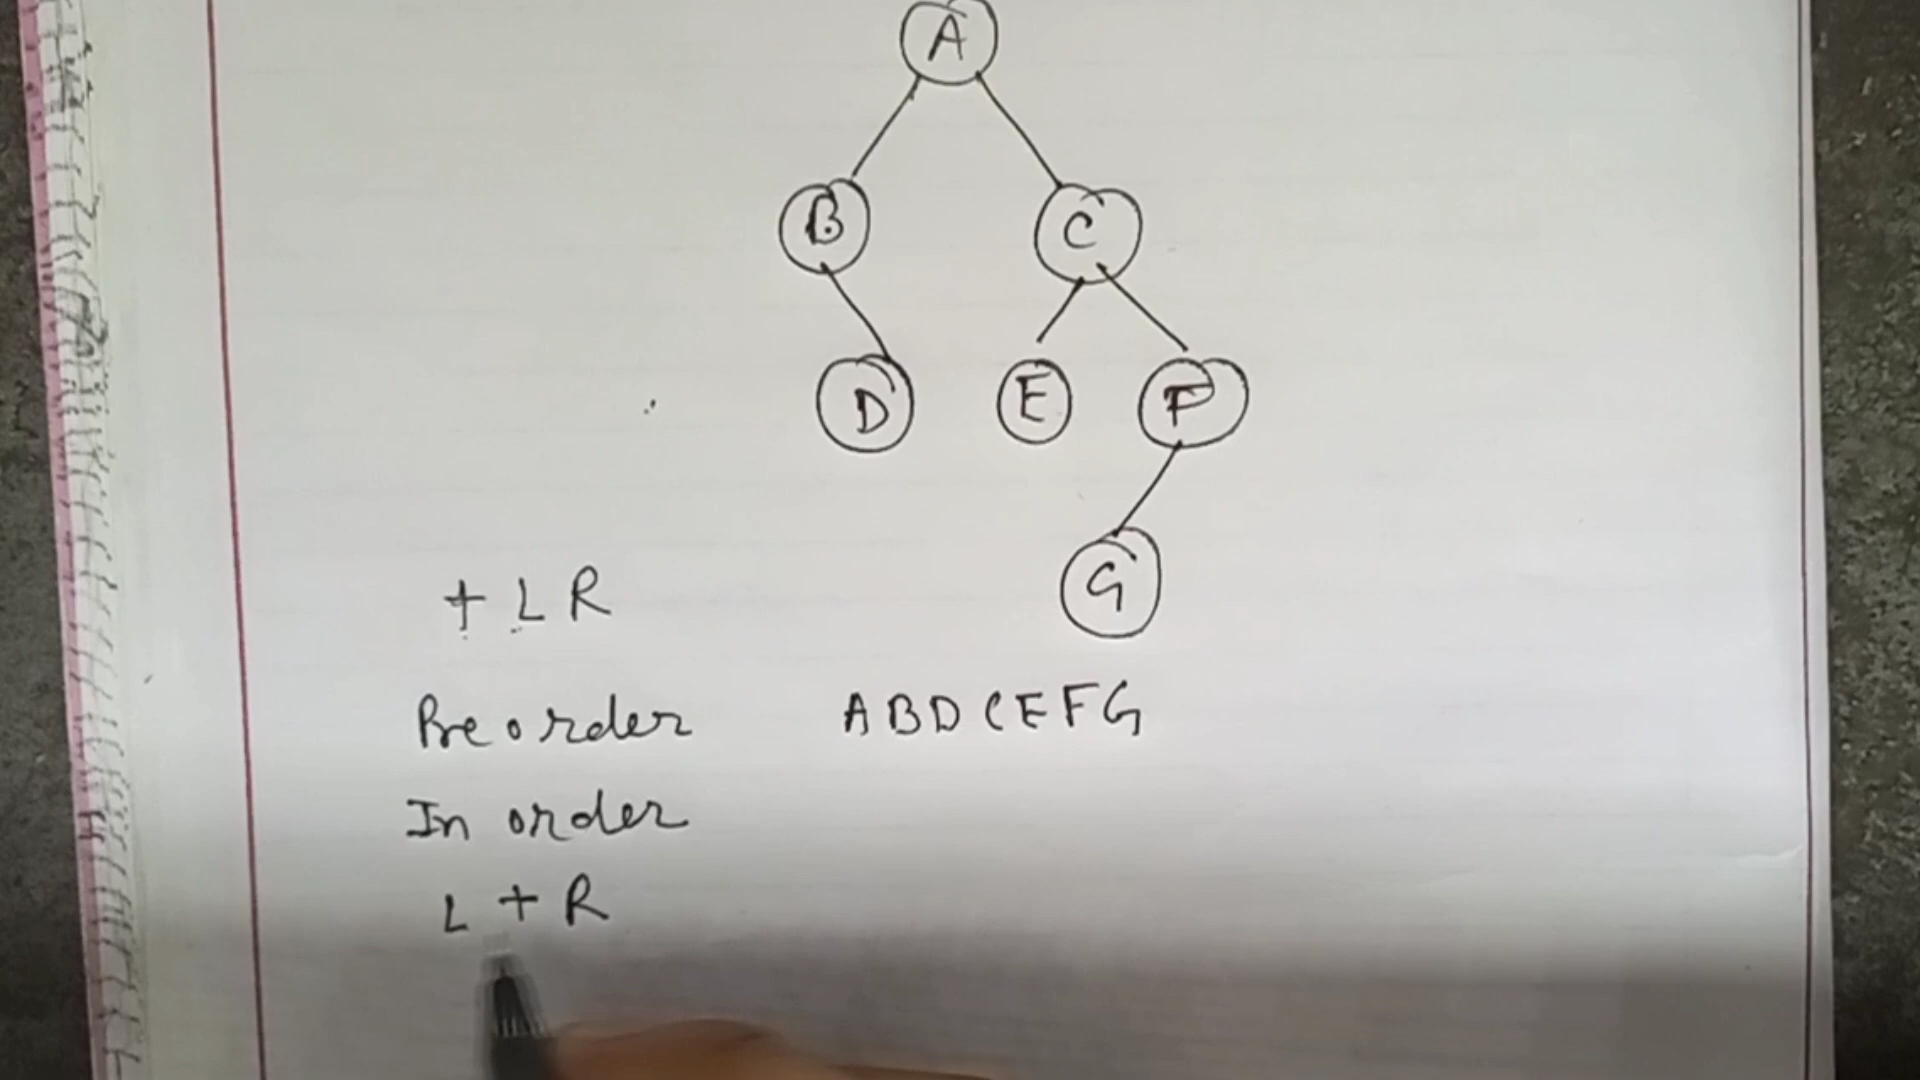 A
B C
D E F
G
+ L R
Preorder ABDCEFG
In order
L + R